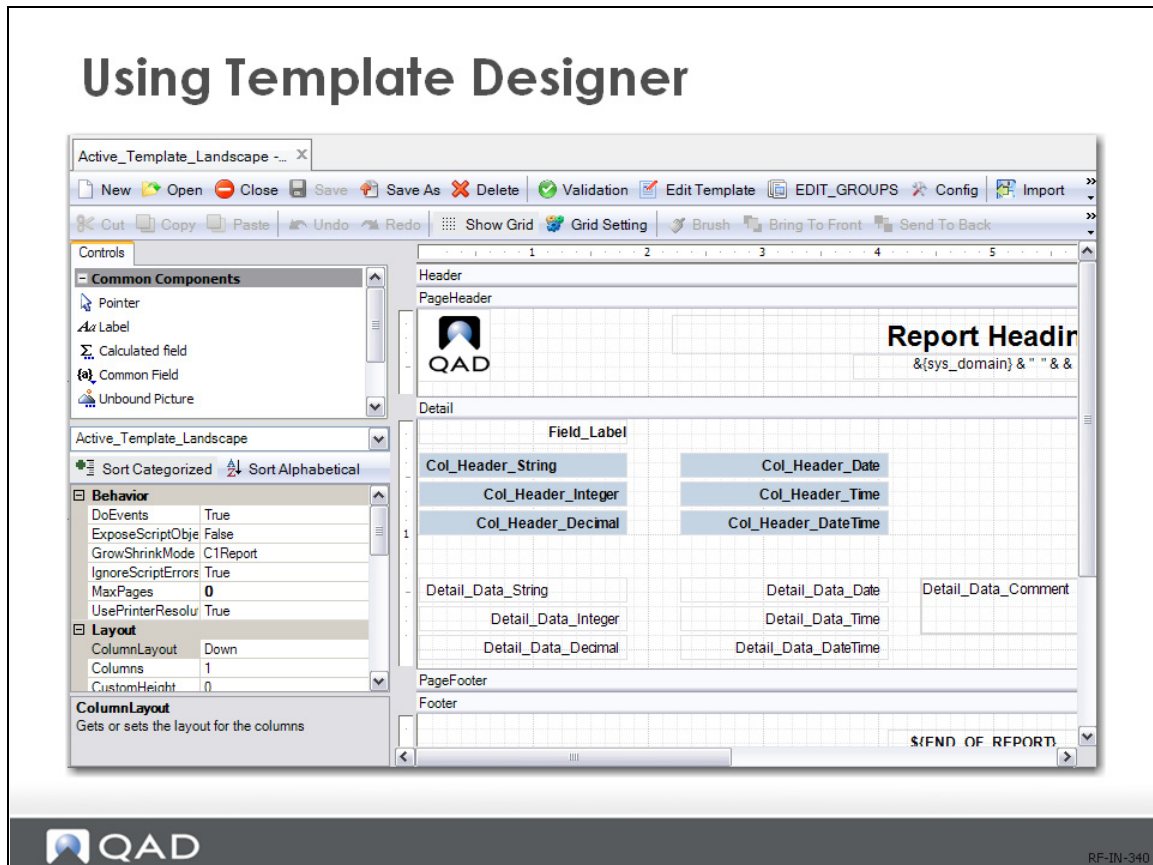 Using Template Designer
Active_Template_Landscape -...
New Open Close Save Save As Delete Validation Edit Template EDIT_GROUPS Config Import
Cut Copy Paste Undo Redo Show Grid Grid Setting Brush Bring To Front Send To Back
Controls
Common Components
Pointer
Aa Label
Σ Calculated field
{a} Common Field
Unbound Picture
Active_Template_Landscape
Sort Categorized Sort Alphabetical
Behavior
DoEvents True
ExposeScriptObje False
GrowShrinkMode C1Report
IgnoreScriptErrors True
MaxPages 0
UsePrinterResolu True
Layout
ColumnLayout Down
Columns 1
CustomHeight 0
ColumnLayout
Gets or sets the layout for the columns
1 2 3 4 5
Header
PageHeader
QAD
Report Headin
&{sys_domain} & " " & &
Detail
1
Field_Label
Col_Header_String Col_Header_Date
Col_Header_Integer Col_Header_Time
Col_Header_Decimal Col_Header_DateTime
Detail_Data_String Detail_Data_Date Detail_Data_Comment
Detail_Data_Integer Detail_Data_Time
Detail_Data_Decimal Detail_Data_DateTime
PageFooter
Footer
${END_OF_REPORT}
QAD
RF-IN-340